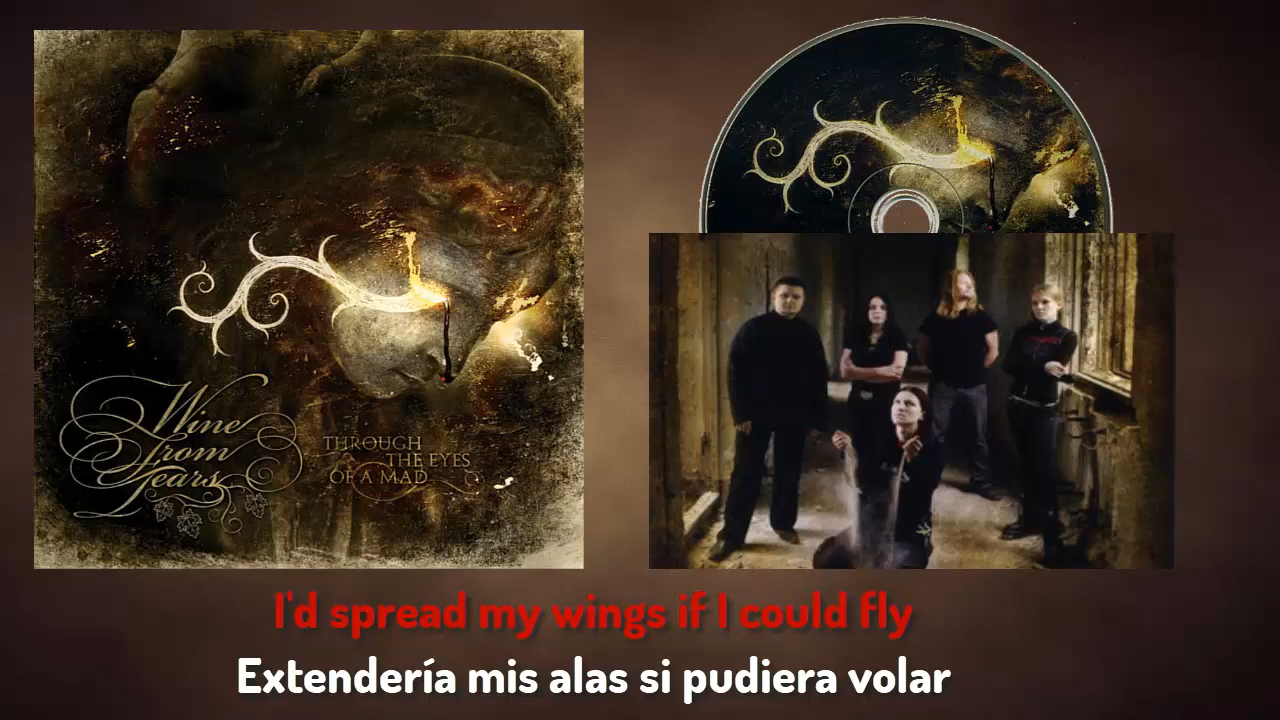 Wine
from
Tears
THROUGH
THE EYES
OF A MAD
I'd spread my wings if I could fly
Extendería mis alas si pudiera volar